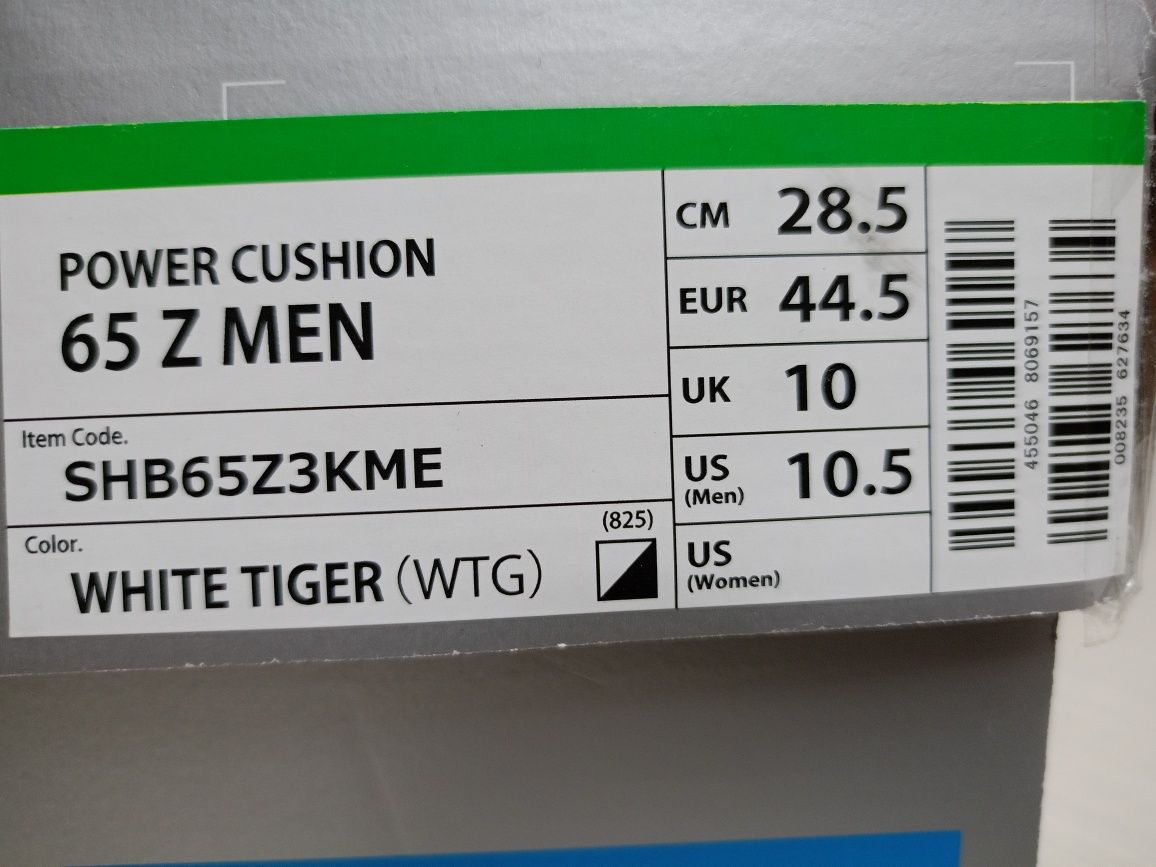 POWER CUSHION
65 Z MEN
Item Code.
SHB65Z3KME
Color.
(825)
WHITE TIGER (WTG)
CM 28.5
EUR 44.5
UK 10
US (Men) 10.5
US (Women)
455046 8069157
008235 627634